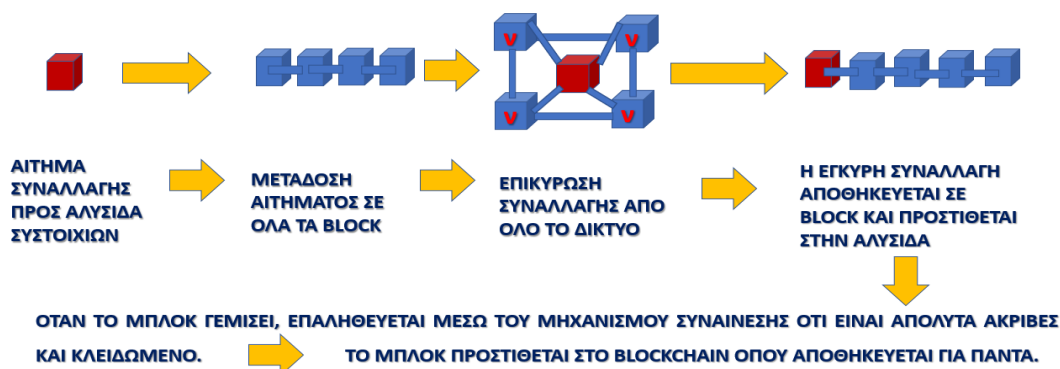 V
V
V
V
ΑΙΤΗΜΑ
ΣΥΝΑΛΛΑΓΗΣ
ΠΡΟΣ ΑΛΥΣΙΔΑ
ΣΥΣΤΟΙΧΙΩΝ
ΜΕΤΑΔΟΣΗ
ΑΙΤΗΜΑΤΟΣ ΣΕ
ΟΛΑ ΤΑ BLOCK
ΕΠΙΚΥΡΩΣΗ
ΣΥΝΑΛΛΑΓΗΣ ΑΠΟ
ΟΛΟ ΤΟ ΔΙΚΤΥΟ
Η ΕΓΚΥΡΗ ΣΥΝΑΛΛΑΓΗ
ΑΠΟΘΗΚΕΥΕΤΑΙ ΣΕ
BLOCK ΚΑΙ ΠΡΟΣΤΙΘΕΤΑΙ
ΣΤΗΝ ΑΛΥΣΙΔΑ
ΟΤΑΝ ΤΟ ΜΠΛΟΚ ΓΕΜΙΣΕΙ, ΕΠΑΛΗΘΕΥΕΤΑΙ ΜΕΣΩ ΤΟΥ ΜΗΧΑΝΙΣΜΟΥ ΣΥΝΑΙΝΕΣΗΣ ΟΤΙ ΕΙΝΑΙ ΑΠΟΛΥΤΑ ΑΚΡΙΒΕΣ
ΚΑΙ ΚΛΕΙΔΩΜΕΝΟ. ΤΟ ΜΠΛΟΚ ΠΡΟΣΤΙΘΕΤΑΙ ΣΤΟ BLOCKCHAIN ΟΠΟΥ ΑΠΟΘΗΚΕΥΕΤΑΙ ΓΙΑ ΠΑΝΤΑ.